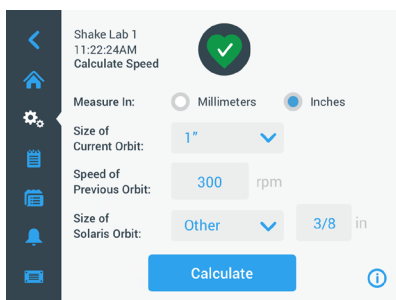 Shake Lab 1
11:22:24AM
Calculate Speed
Measure In: Millimeters Inches
Size of
Current Orbit: 1”
Speed of
Previous Orbit: 300 rpm
Size of
Solaris Orbit: Other 3/8 in
Calculate